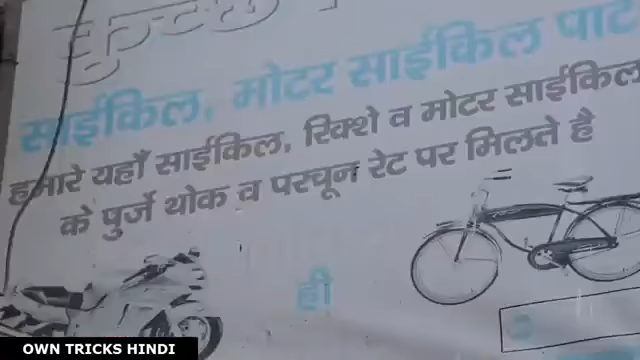 साईकिल, मोटर साईकिल पार्ट
हमारे यहाँ साईकिल, रिक्शे व मोटर साईकिल
के पुर्जे थोक व परचून रेट पर मिलते है
ही
OWN TRICKS HINDI